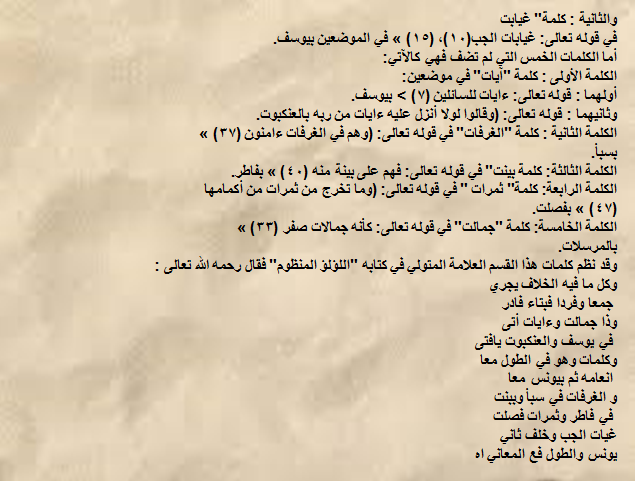 والثانية : كلمة" غيابت
في قوله تعالى: غيابات الجب(١٠)، (١٥) » في الموضعين بيوسف.
أما الكلمات الخمس التي لم تضف فهي كالآتي:
الكلمة الأولى : كلمة "آيات" في موضعين:
أولهما : قوله تعالى: ءايات للسائلين (٧) > بيوسف.
وثانيهما : قوله تعالى: (وقالوا لولا أنزل عليه ءايات من ربه بالعنكبوت.
الكلمة الثانية : كلمة "الغرفات" في قوله تعالى: (وهم في الغرفات ءامنون (٣٧) »
بسبأ.
الكلمة الثالثة: كلمة بينت" في قوله تعالى: فهم على بينة منه (٤٠) » بفاطر.
الكلمة الرابعة: كلمة" ثمرات " في قوله تعالى: (وما تخرج من ثمرات من أكمامها
(٤٧) » بفصلت.
الكلمة الخامسة: كلمة "جمالت" في قوله تعالى: كأنه جمالات صفر (٣٣) »
بالمرسلات.
وقد نظم كلمات هذا القسم العلامة المتولي في كتابه "اللؤلؤ المنظوم" فقال رحمه الله تعالى :
وكل ما فيه الخلاف يجري
جمعا وفردا فبتاء فادر
وذا جمالت وءايات أتى
في يوسف والعنكبوت يافتى
وكلمات وهو في الطول معا
انعامه ثم بيونس معا
و الغرفات في سبأ وبينت
في فاطر وثمرات فصلت
غيات الجب وخلف ثاني
يونس والطول فع المعاني اه